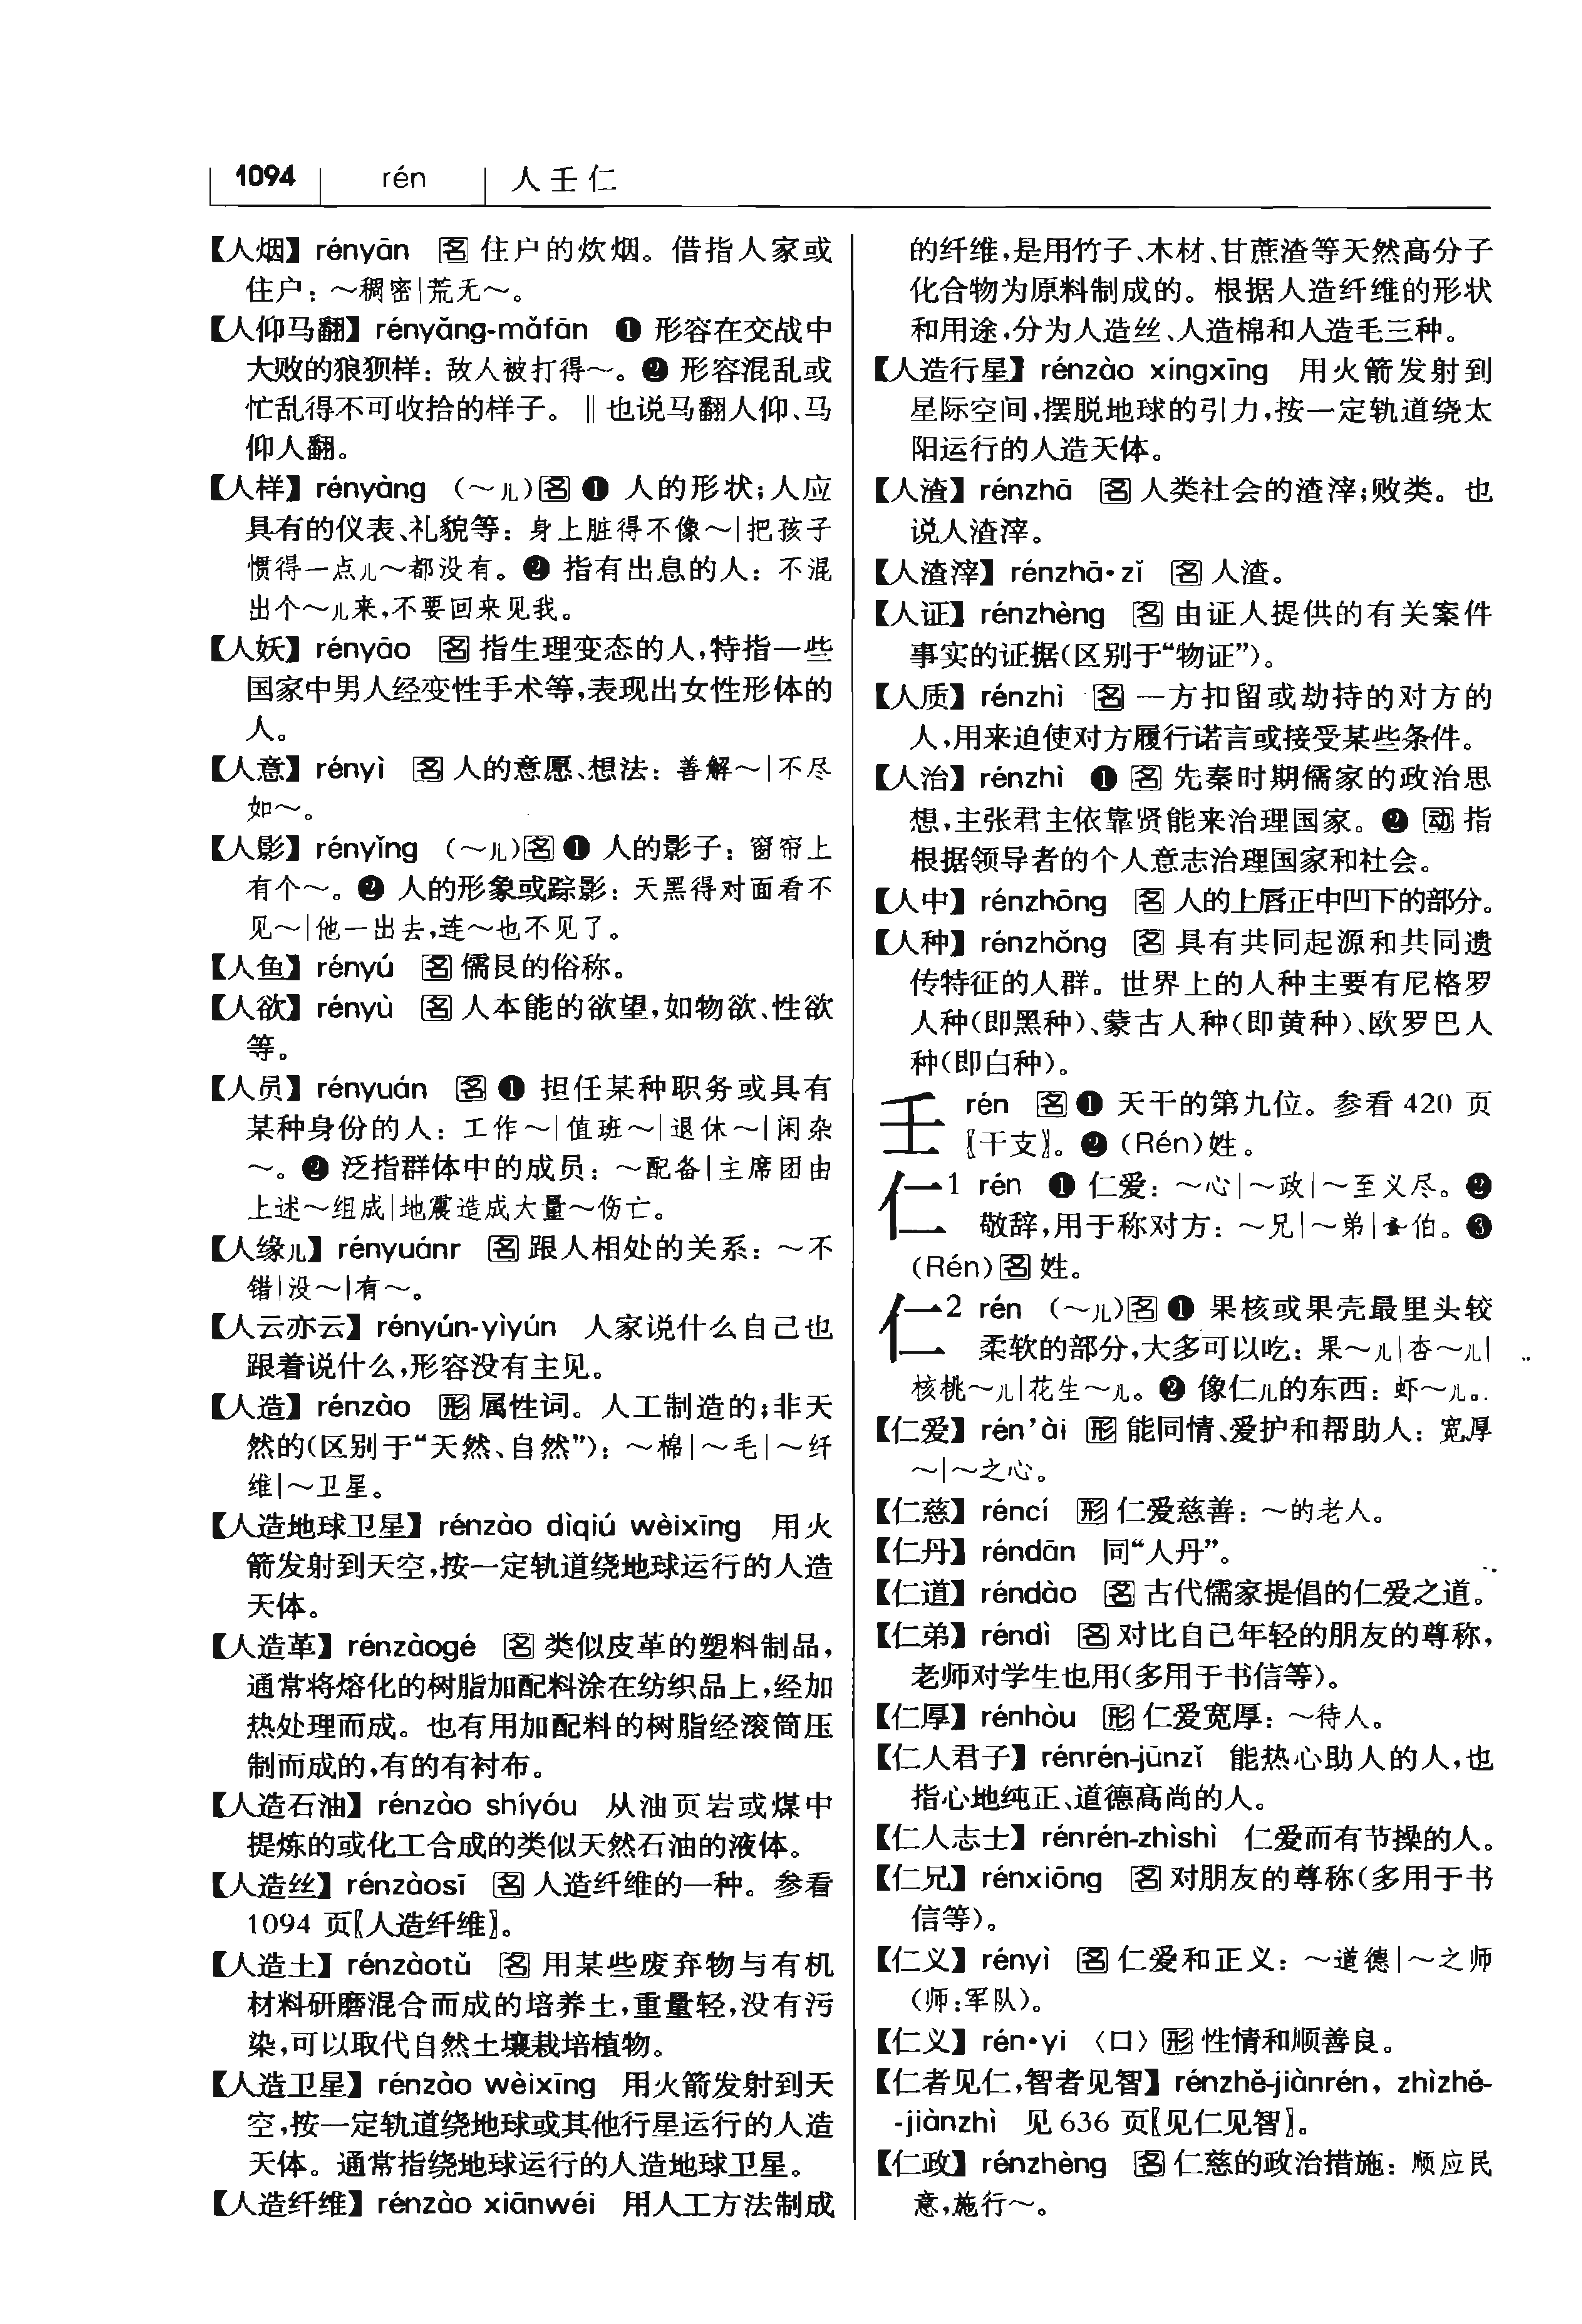 1094 rén 人壬仁
【人烟】rényān 名 住户的炊烟。借指人家或
住户：～稠密|荒无～。
【人仰马翻】rényǎng-mǎfān ❶ 形容在交战中
大败的狼狈样：敌人被打得～。❷ 形容混乱或
忙乱得不可收拾的样子。‖也说马翻人仰、马
仰人翻。
【人样】rényàng （～儿）名 ❶ 人的形状；人应
具有的仪表、礼貌等：身上脏得不像～|把孩子
惯得一点儿～都没有。❷ 指有出息的人：不混
出个～儿来，不要回来见我。
【人妖】rényāo 名 指生理变态的人，特指一些
国家中男人经变性手术等，表现出女性形体的
人。
【人意】rényì 名 人的意愿、想法：善解～|不尽
如～。
【人影】rényǐng （～儿）名 ❶ 人的影子：窗帘上
有个～。❷ 人的形象或踪影：天黑得对面看不
见～|他一出去，连～也不见了。
【人鱼】rényú 名 儒艮的俗称。
【人欲】rényù 名 人本能的欲望，如物欲、性欲
等。
【人员】rényuán 名 ❶ 担任某种职务或具有
某种身份的人：工作～|值班～|退休～|闲杂
～。❷ 泛指群体中的成员：～配备|主席团由
上述～组成|地震造成大量～伤亡。
【人缘儿】rényuánr 名 跟人相处的关系：～不
错|没～|有～。
【人云亦云】rényún-yìyún 人家说什么自己也
跟着说什么，形容没有主见。
【人造】rénzào 形 属性词。人工制造的；非天
然的（区别于“天然、自然”）：～棉|～毛|～纤
维|～卫星。
【人造地球卫星】rénzào dìqiú wèixīng 用火
箭发射到天空，按一定轨道绕地球运行的人造
天体。
【人造革】rénzàogé 名 类似皮革的塑料制品，
通常将熔化的树脂加配料涂在纺织品上，经加
热处理而成。也有用加配料的树脂经滚筒压
制而成的，有的有衬布。
【人造石油】rénzào shíyóu 从油页岩或煤中
提炼的或化工合成的类似天然石油的液体。
【人造丝】rénzàosī 名 人造纤维的一种。参看
1094 页〖人造纤维〗。
【人造土】rénzàotǔ 名 用某些废弃物与有机
材料研磨混合而成的培养土，重量轻，没有污
染，可以取代自然土壤栽培植物。
【人造卫星】rénzào wèixīng 用火箭发射到天
空，按一定轨道绕地球或其他行星运行的人造
天体。通常指绕地球运行的人造地球卫星。
【人造纤维】rénzào xiānwéi 用人工方法制成
的纤维，是用竹子、木材、甘蔗渣等天然高分子
化合物为原料制成的。根据人造纤维的形状
和用途，分为人造丝、人造棉和人造毛三种。
【人造行星】rénzào xíngxīng 用火箭发射到
星际空间，摆脱地球的引力，按一定轨道绕太
阳运行的人造天体。
【人渣】rénzhā 名 人类社会的渣滓；败类。也
说人渣滓。
【人渣滓】rénzhā·zǐ 名 人渣。
【人证】rénzhèng 名 由证人提供的有关案件
事实的证据（区别于“物证”）。
【人质】rénzhì 名 一方扣留或劫持的对方的
人，用来迫使对方履行诺言或接受某些条件。
【人治】rénzhì ❶ 名 先秦时期儒家的政治思
想，主张君主依靠贤能来治理国家。❷ 动 指
根据领导者的个人意志治理国家和社会。
【人中】rénzhōng 名 人的上唇正中凹下的部分。
【人种】rénzhǒng 名 具有共同起源和共同遗
传特征的人群。世界上的人种主要有尼格罗
人种（即黑种）、蒙古人种（即黄种）、欧罗巴人
种（即白种）。
壬 rén 名 ❶ 天干的第九位。参看 420 页
〖干支〗。❷（Rén）姓。
仁1 rén ❶ 仁爱：～心|～政|～至义尽。❷
敬辞，用于称对方：～兄|～弟|～伯。❸
（Rén）名 姓。
仁2 rén （～儿）名 ❶ 果核或果壳最里头较
柔软的部分，大多可以吃：果～儿|杏～儿|
核桃～儿|花生～儿。❷ 像仁儿的东西：虾～儿。
【仁爱】rén'ài 形 能同情、爱护和帮助人：宽厚
～|～之心。
【仁慈】réncí 形 仁爱慈善：～的老人。
【仁丹】réndān 同“人丹”。
【仁道】réndào 名 古代儒家提倡的仁爱之道。
【仁弟】réndì 名 对比自己年轻的朋友的尊称，
老师对学生也用（多用于书信等）。
【仁厚】rénhòu 形 仁爱宽厚：～待人。
【仁人君子】rénrén-jūnzǐ 能热心助人的人，也
指心地纯正、道德高尚的人。
【仁人志士】rénrén-zhìshì 仁爱而有节操的人。
【仁兄】rénxiōng 名 对朋友的尊称（多用于书
信等）。
【仁义】rényì 名 仁爱和正义：～道德|～之师
（师：军队）。
【仁义】rén·yi 〈口〉形 性情和顺善良。
【仁者见仁，智者见智】rénzhě-jiànrén, zhìzhě-
-jiànzhì 见 636 页〖见仁见智〗。
【仁政】rénzhèng 名 仁慈的政治措施：顺应民
意，施行～。